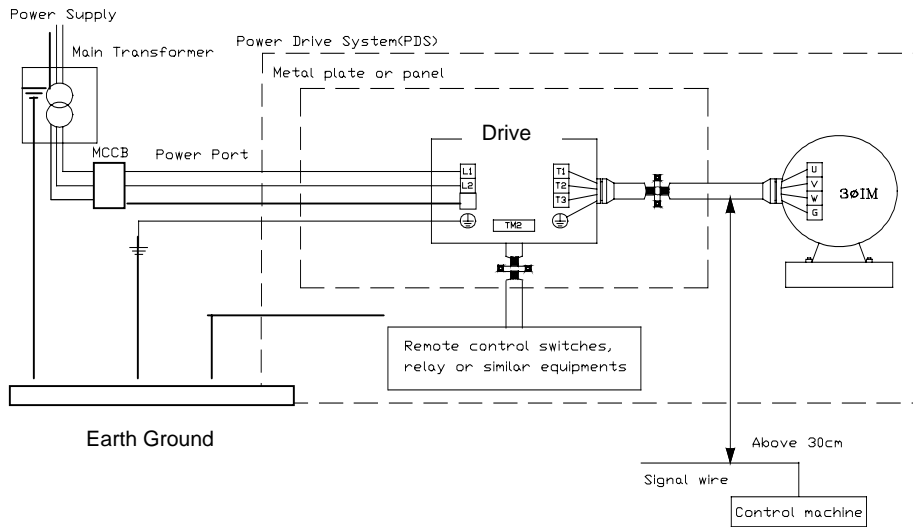 Power Supply
Main Transformer
Power Drive System(PDS)
Metal plate or panel
MCCB
Power Port
Drive
L1
L2
T1
T2
T3
TM2
U
V
W
G
3øIM
Remote control switches,
relay or similar equipments
Earth Ground
Above 30cm
Signal wire
Control machine